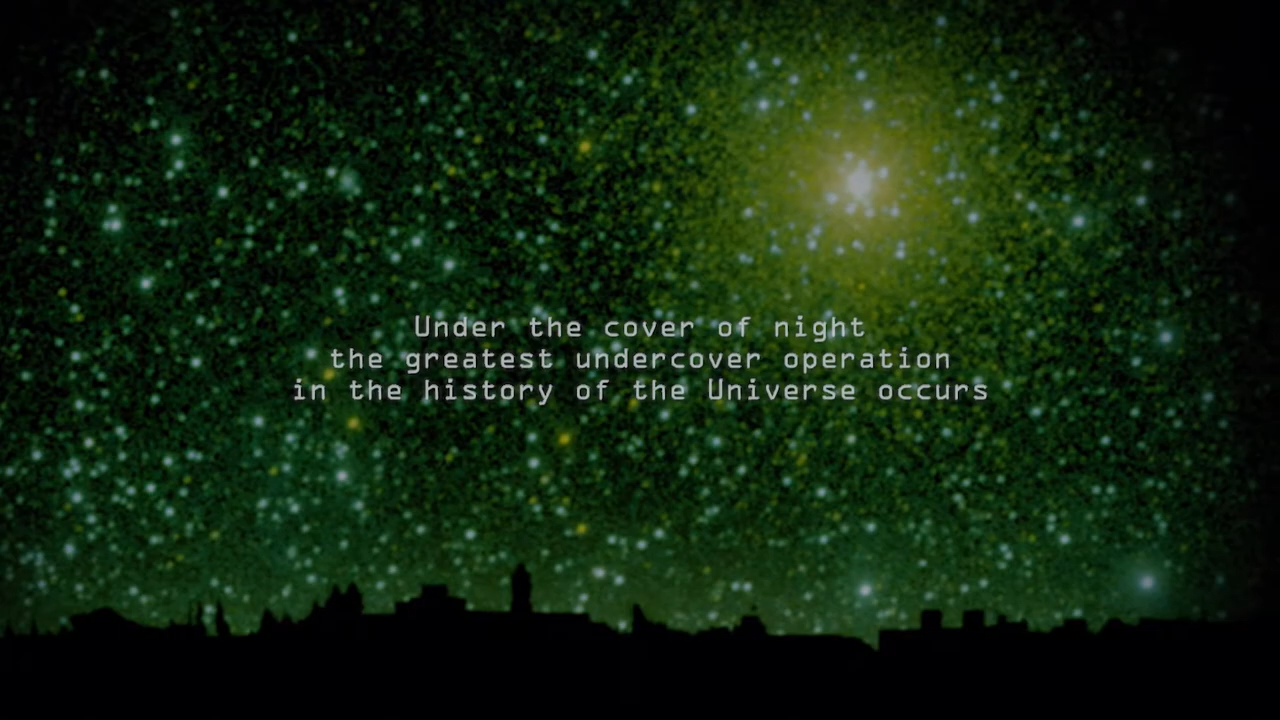 Under the cover of night
the greatest undercover operation
in the history of the Universe occurs